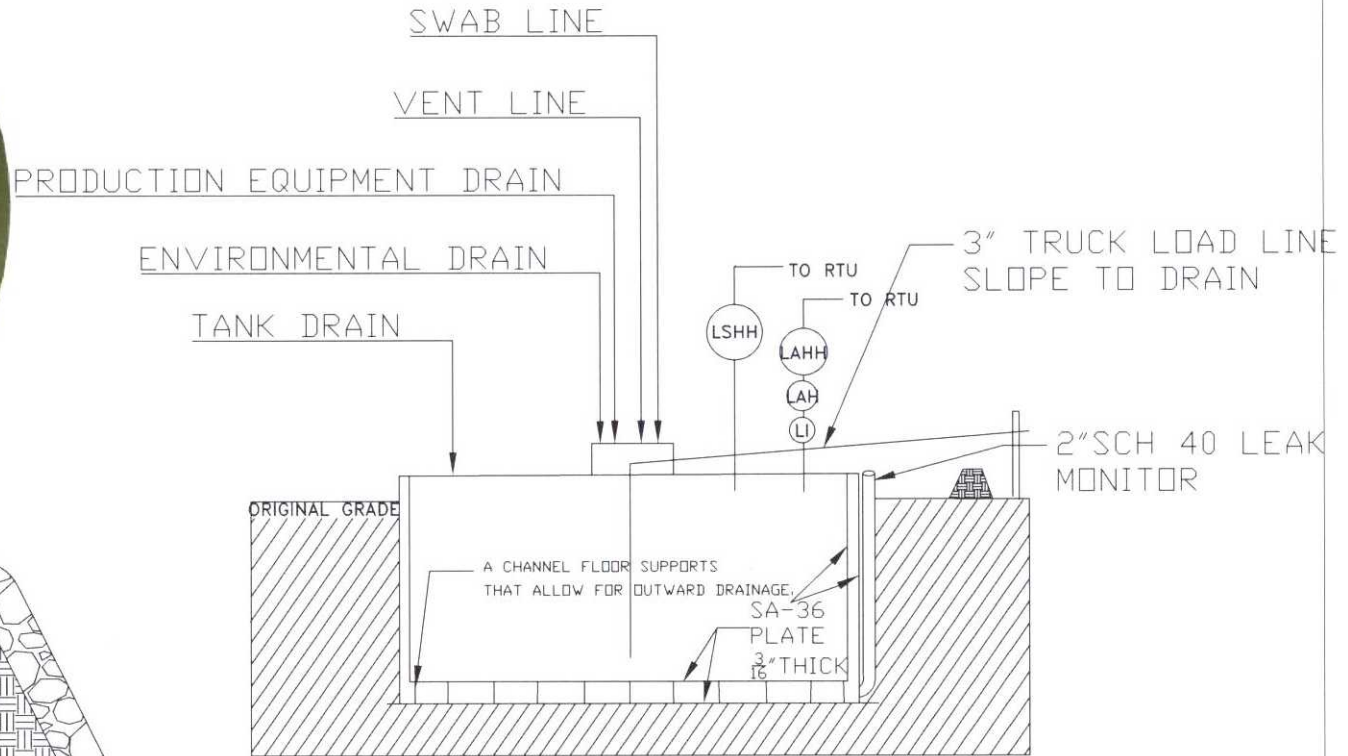 SWAB LINE
VENT LINE
PRODUCTION EQUIPMENT DRAIN
ENVIRONMENTAL DRAIN
TANK DRAIN
TO RTU
TO RTU
3" TRUCK LOAD LINE
SLOPE TO DRAIN
LSHH
LAHH
LAH
LI
2"SCH 40 LEAK
MONITOR
ORIGINAL GRADE
A CHANNEL FLOOR SUPPORTS
THAT ALLOW FOR OUTWARD DRAINAGE.
SA-36
PLATE
3/16"THICK